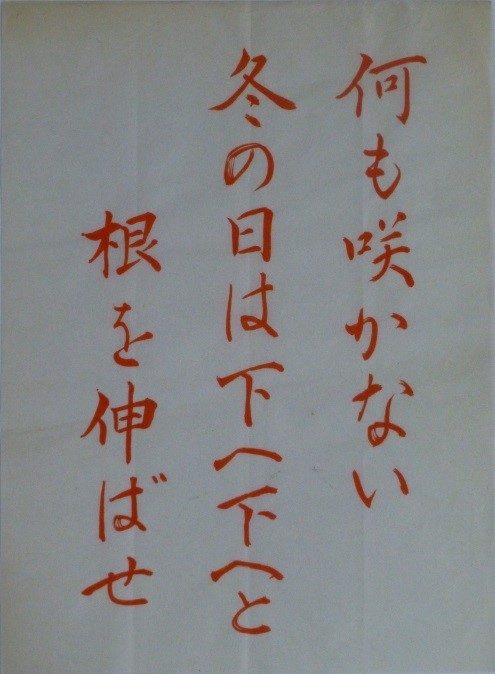 何も咲かない
冬の日は下へ下へと
根を伸ばせ